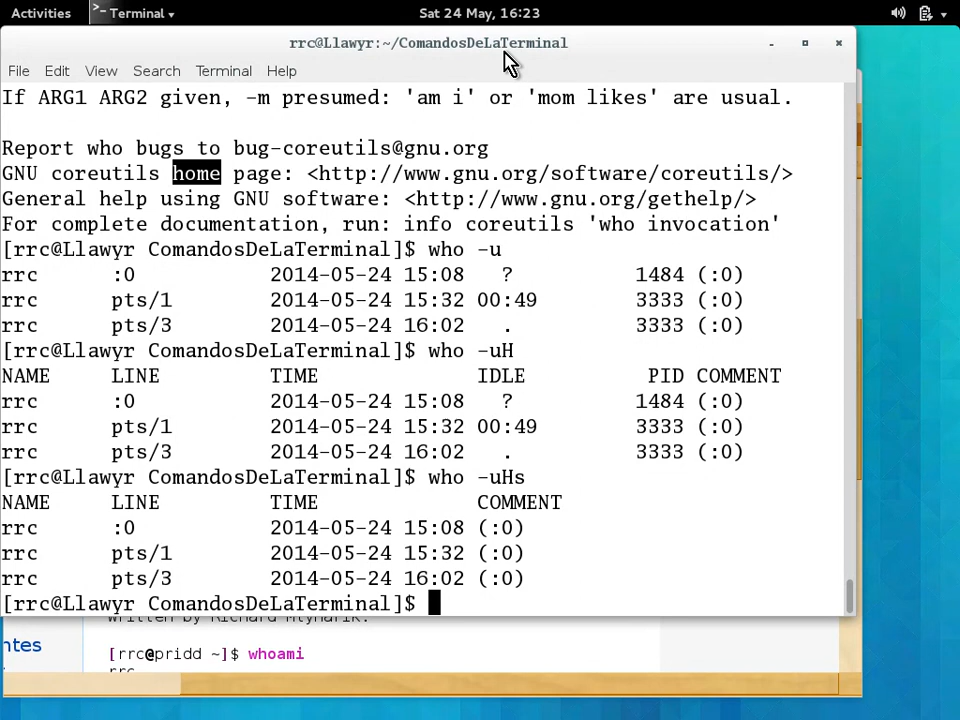 Activities Terminal Sat 24 May, 16:23
rrc@Llawyr:~/ComandosDeLaTerminal
File Edit View Search Terminal Help
If ARG1 ARG2 given, -m presumed: 'am i' or 'mom likes' are usual.
Report who bugs to bug-coreutils@gnu.org
GNU coreutils home page: <http://www.gnu.org/software/coreutils/>
General help using GNU software: <http://www.gnu.org/gethelp/>
For complete documentation, run: info coreutils 'who invocation'
[rrc@Llawyr ComandosDeLaTerminal]$ who -u
rrc :0 2014-05-24 15:08 ? 1484 (:0)
rrc pts/1 2014-05-24 15:32 00:49 3333 (:0)
rrc pts/3 2014-05-24 16:02 . 3333 (:0)
[rrc@Llawyr ComandosDeLaTerminal]$ who -uH
NAME LINE TIME IDLE PID COMMENT
rrc :0 2014-05-24 15:08 ? 1484 (:0)
rrc pts/1 2014-05-24 15:32 00:49 3333 (:0)
rrc pts/3 2014-05-24 16:02 . 3333 (:0)
[rrc@Llawyr ComandosDeLaTerminal]$ who -uHs
NAME LINE TIME COMMENT
rrc :0 2014-05-24 15:08 (:0)
rrc pts/1 2014-05-24 15:32 (:0)
rrc pts/3 2014-05-24 16:02 (:0)
[rrc@Llawyr ComandosDeLaTerminal]$
written by Richard Mlynarik.
ntes
[rrc@pridd ~]$ whoami
rrc